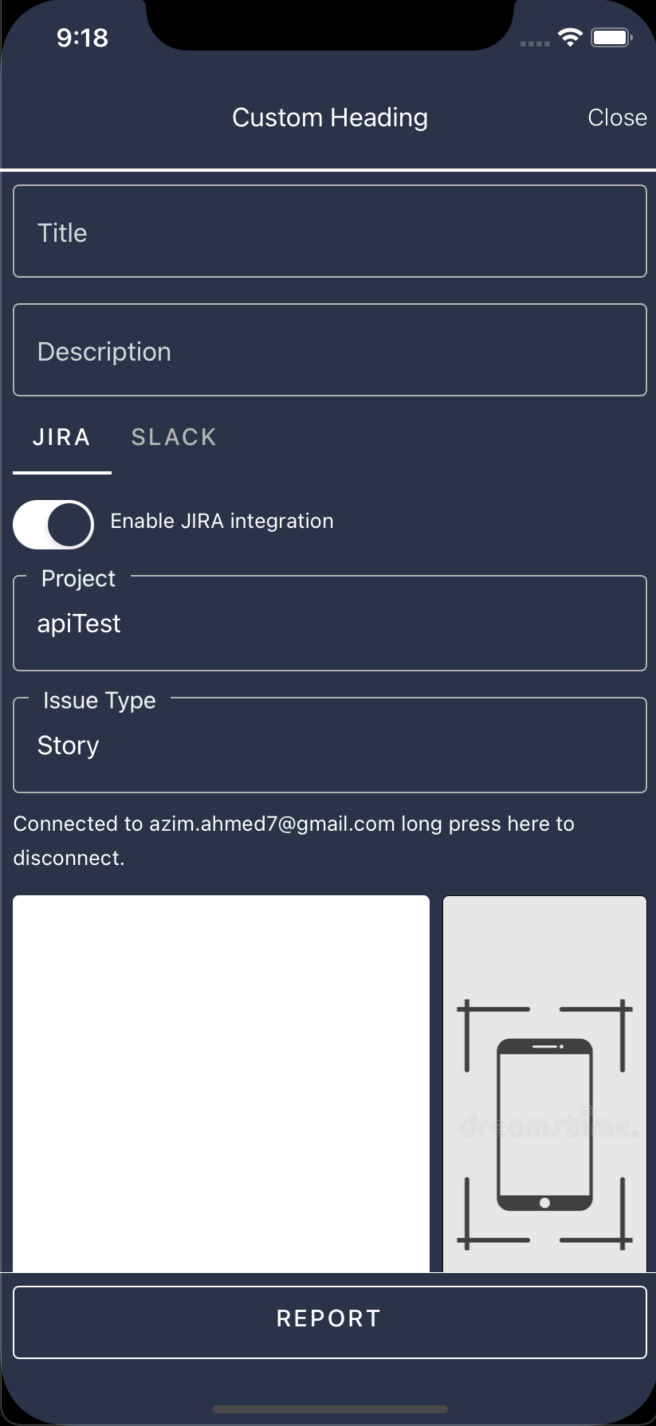 9:18
Custom Heading
Close
Title
Description
JIRA
SLACK
Enable JIRA integration
Project
apiTest
Issue Type
Story
Connected to azim.ahmed7@gmail.com long press here to
disconnect.
dreamstime.
REPORT